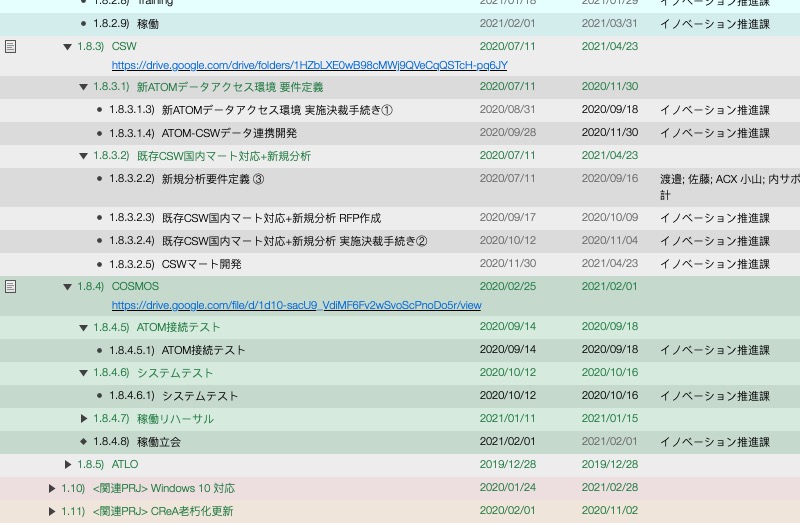 1.8.2.8) Training 2021/01/18 2021/01/29 イノベーション推進課
1.8.2.9) 稼働 2021/02/01 2021/03/31 イノベーション推進課
1.8.3) CSW 2020/07/11 2021/04/23
https://drive.google.com/drive/folders/1HZbLXE0wB98cMWj9QVeCqQSTcH-pq6JY
1.8.3.1) 新ATOMデータアクセス環境 要件定義 2020/07/11 2020/11/30
1.8.3.1.3) 新ATOMデータアクセス環境 実施決裁手続き① 2020/08/31 2020/09/18 イノベーション推進課
1.8.3.1.4) ATOM-CSWデータ連携開発 2020/09/28 2020/11/30 イノベーション推進課
1.8.3.2) 既存CSW国内マート対応+新規分析 2020/07/11 2021/04/23
1.8.3.2.2) 新規分析要件定義 ③ 2020/07/11 2020/09/16 渡邉; 佐藤; ACX 小山; 内サポ
計
1.8.3.2.3) 既存CSW国内マート対応+新規分析 RFP作成 2020/09/17 2020/10/09 イノベーション推進課
1.8.3.2.4) 既存CSW国内マート対応+新規分析 実施決裁手続き② 2020/10/12 2020/11/04 イノベーション推進課
1.8.3.2.5) CSWマート開発 2020/11/30 2021/04/23 イノベーション推進課
1.8.4) COSMOS 2020/02/25 2021/02/01
https://drive.google.com/file/d/1d10-sacU9_VdiMF6Fv2wSvoScPnoDo5r/view
1.8.4.5) ATOM接続テスト 2020/09/14 2020/09/18
1.8.4.5.1) ATOM接続テスト 2020/09/14 2020/09/18 イノベーション推進課
1.8.4.6) システムテスト 2020/10/12 2020/10/16
1.8.4.6.1) システムテスト 2020/10/12 2020/10/16 イノベーション推進課
1.8.4.7) 稼働リハーサル 2021/01/11 2021/01/15
1.8.4.8) 稼働立会 2021/02/01 2021/02/01 イノベーション推進課
1.8.5) ATLO 2019/12/28 2019/12/28
1.10) <関連PRJ> Windows 10 対応 2020/01/24 2021/02/28
1.11) <関連PRJ> CReA老朽化更新 2020/02/01 2020/11/02